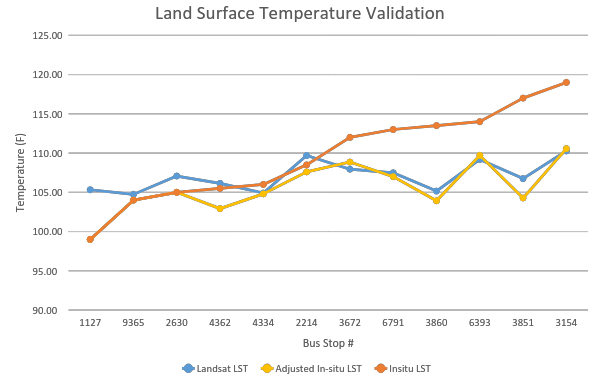 Land Surface Temperature Validation
125.00
120.00
115.00
110.00
105.00
100.00
95.00
90.00
Temperature (F)
1127 9365 2630 4362 4334 2214 3672 6791 3860 6393 3851 3154
Bus Stop #
Landsat LST Adjusted In-situ LST Insitu LST